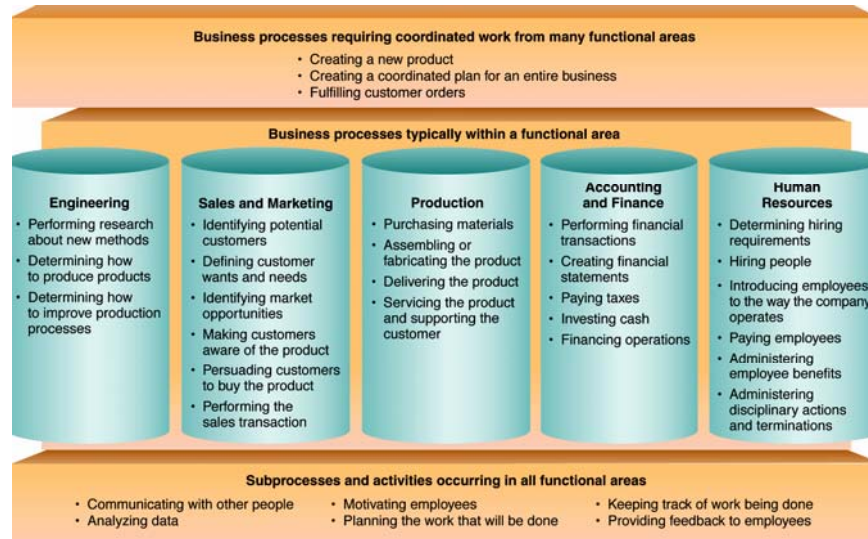 Business processes requiring coordinated work from many functional areas
• Creating a new product
• Creating a coordinated plan for an entire business
• Fulfilling customer orders
Business processes typically within a functional area
Engineering
• Performing research
about new methods
• Determining how
to produce products
• Determining how
to improve production
processes
Sales and Marketing
• Identifying potential
customers
• Defining customer
wants and needs
• Identifying market
opportunities
• Making customers
aware of the product
• Persuading customers
to buy the product
• Performing the
sales transaction
Production
• Purchasing materials
• Assembling or
fabricating the product
• Delivering the product
• Servicing the product
and supporting the
customer
Accounting
and Finance
• Performing financial
transactions
• Creating financial
statements
• Paying taxes
• Investing cash
• Financing operations
Human
Resources
• Determining hiring
requirements
• Hiring people
• Introducing employees
to the way the company
operates
• Paying employees
• Administering
employee benefits
• Administering
disciplinary actions
and terminations
Subprocesses and activities occurring in all functional areas
• Communicating with other people
• Analyzing data
• Motivating employees
• Planning the work that will be done
• Keeping track of work being done
• Providing feedback to employees